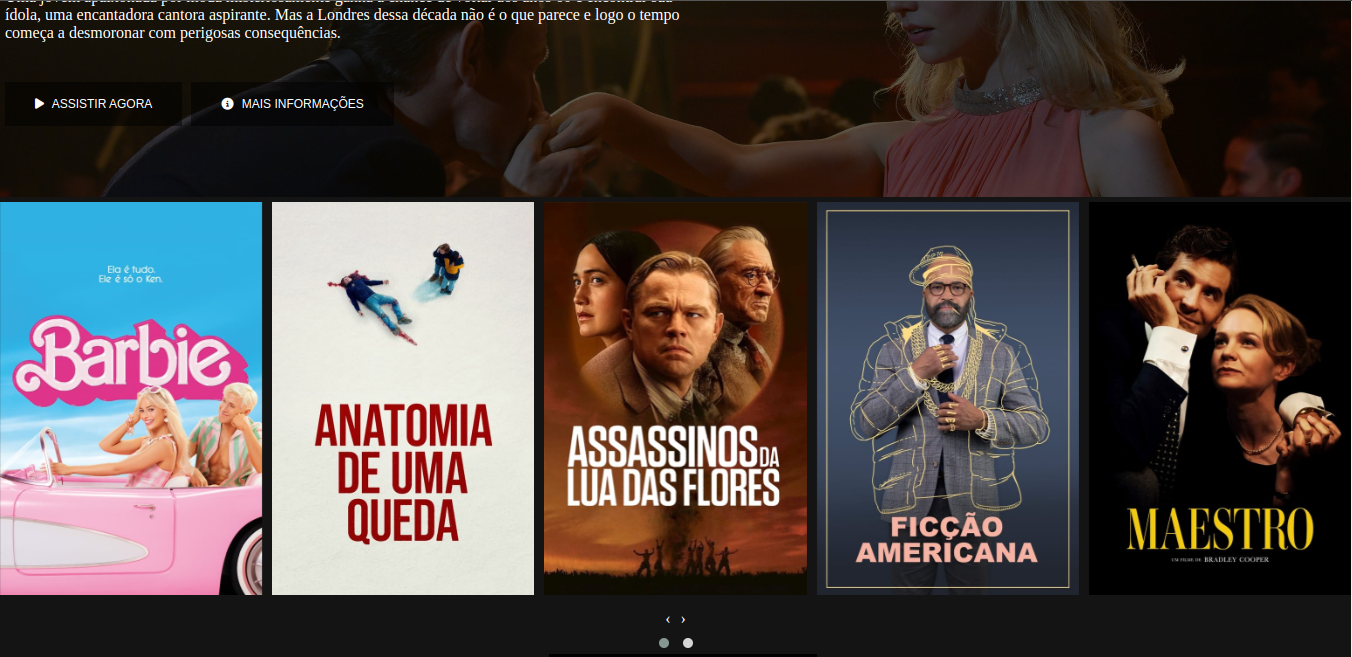 ídola, uma encantadora cantora aspirante. Mas a Londres dessa década não é o que parece e logo o tempo
começa a desmoronar com perigosas consequências.
ASSISTIR AGORA
MAIS INFORMAÇÕES
Ela é tudo.
Ele é só o Ken.
Barbie
ANATOMIA
DE UMA
QUEDA
ASSASSINOS DA
LUA DAS FLORES
FICÇÃO
AMERICANA
MAESTRO
UM FILME DE BRADLEY COOPER
‹ ›